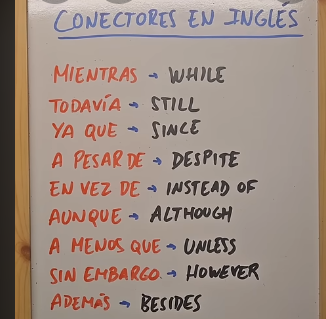 CONECTORES EN INGLÉS
MIENTRAS → WHILE
TODAVÍA → STILL
YA QUE → SINCE
A PESAR DE → DESPITE
EN VEZ DE → INSTEAD OF
AUNQUE → ALTHOUGH
A MENOS QUE → UNLESS
SIN EMBARGO → HOWEVER
ADEMÁS → BESIDES